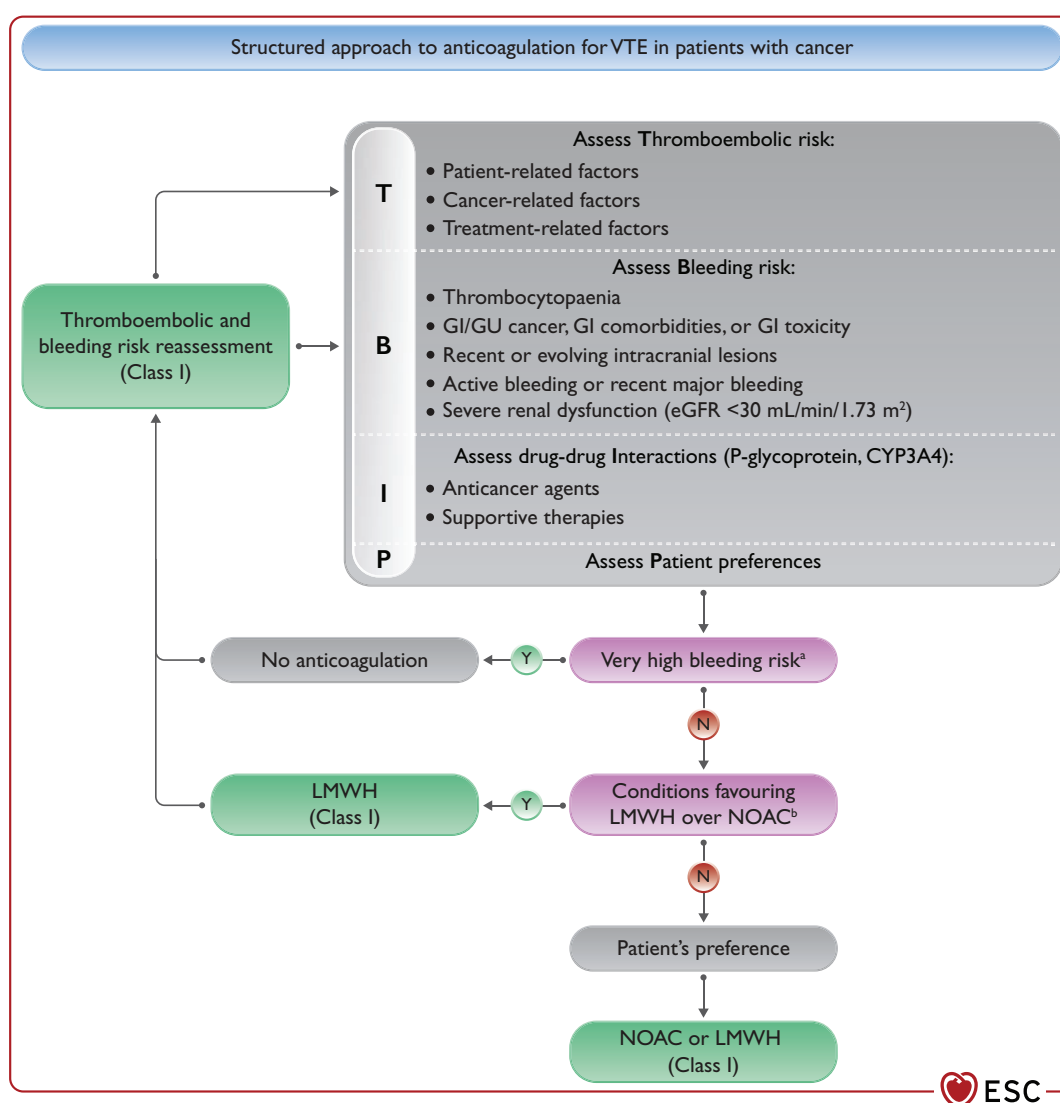 Structured approach to anticoagulation for VTE in patients with cancer
T
Assess Thromboembolic risk:
• Patient-related factors
• Cancer-related factors
• Treatment-related factors
B
Assess Bleeding risk:
• Thrombocytopaenia
• GI/GU cancer, GI comorbidities, or GI toxicity
• Recent or evolving intracranial lesions
• Active bleeding or recent major bleeding
• Severe renal dysfunction (eGFR <30 mL/min/1.73 m²)
I
Assess drug-drug Interactions (P-glycoprotein, CYP3A4):
• Anticancer agents
• Supportive therapies
P
Assess Patient preferences
Thromboembolic and
bleeding risk reassessment
(Class I)
No anticoagulation
Y
Very high bleeding riskᵃ
N
LMWH
(Class I)
Y
Conditions favouring
LMWH over NOACᵇ
N
Patient's preference
NOAC or LMWH
(Class I)
ESC